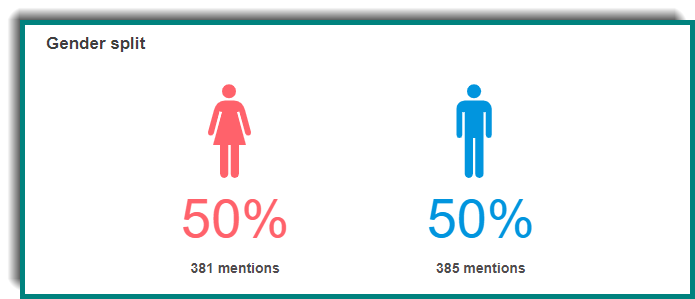 Gender split
50% 50%
381 mentions 385 mentions